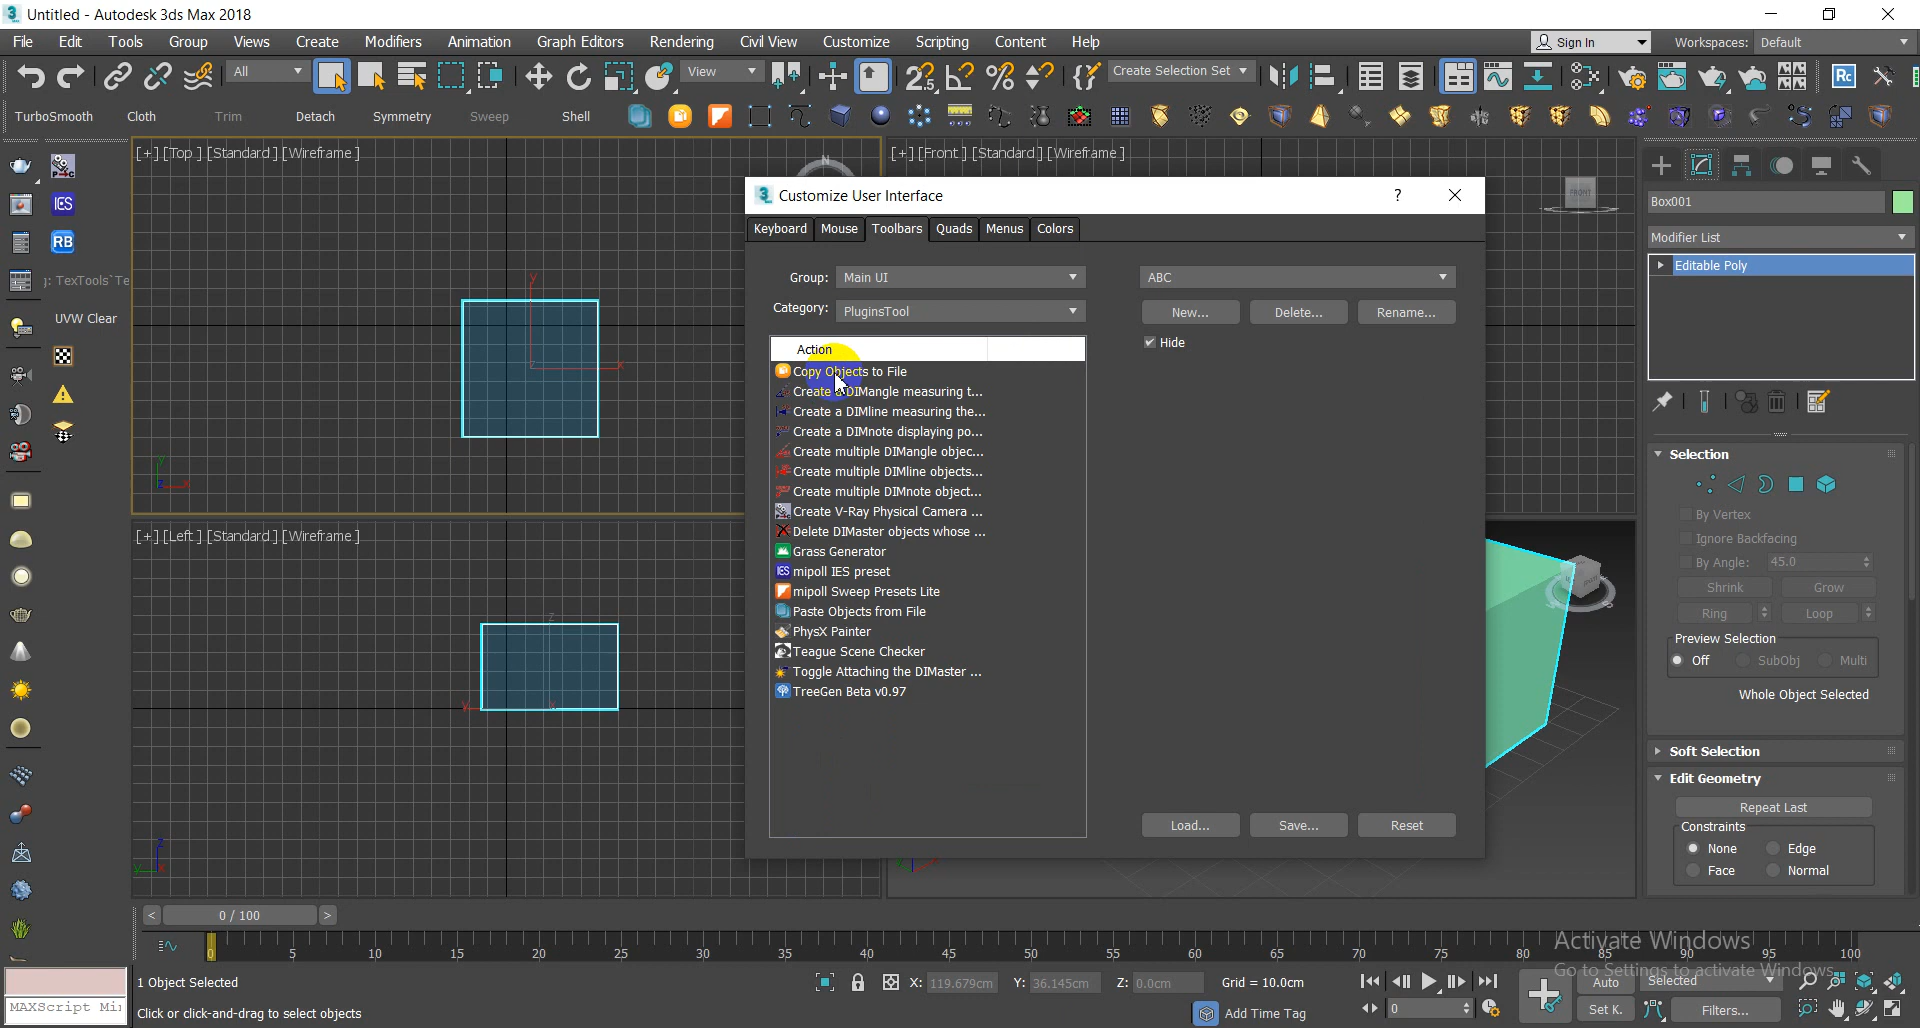 Untitled - Autodesk 3ds Max 2018
File Edit Tools Group Views Create Modifiers Animation Graph Editors Rendering Civil View Customize Scripting Content Help
Sign In
Workspaces: Default
All
View
Create Selection Set
TurboSmooth Cloth Trim Detach Symmetry Sweep Shell
[+] [Top ] [Standard ] [Wireframe ]
[+] [Front ] [Standard ] [Wireframe ]
Customize User Interface
Keyboard Mouse Toolbars Quads Menus Colors
Group: Main UI
Category: PluginsTool
ABC
New... Delete... Rename...
Hide
Action
Copy Objects to File
Create a DIMangle measuring t...
Create a DIMline measuring the...
Create a DIMnote displaying po...
Create multiple DIMangle objec...
Create multiple DIMline objects...
Create multiple DIMnote object...
Create V-Ray Physical Camera ...
Delete DIMaster objects whose ...
Grass Generator
mipoll IES preset
mipoll Sweep Presets Lite
Paste Objects from File
PhysX Painter
Teague Scene Checker
Toggle Attaching the DIMaster ...
TreeGen Beta v0.97
Load... Save... Reset
IES
RB
: TexTools' Te
UVW Clear
[+] [Left ] [Standard ] [Wireframe ]
FRONT
Box001
Modifier List
Editable Poly
Selection
By Vertex
Ignore Backfacing
By Angle: 45.0
Shrink Grow
Ring Loop
Preview Selection
Off SubObj Multi
Whole Object Selected
Soft Selection
Edit Geometry
Repeat Last
Constraints
None Edge
Face Normal
< 0 / 100 >
0 5 10 15 20 25 30 35 40 45 50 55 60 65 70 75 80 85 90 95 100
Activate Windows
Go to Settings to activate Windows.
1 Object Selected
X: 119.679cm Y: 36.145cm Z: 0.0cm Grid = 10.0cm
Auto Selected
MAXScript Mi
Click or click-and-drag to select objects
Add Time Tag
0
Set K. Filters...